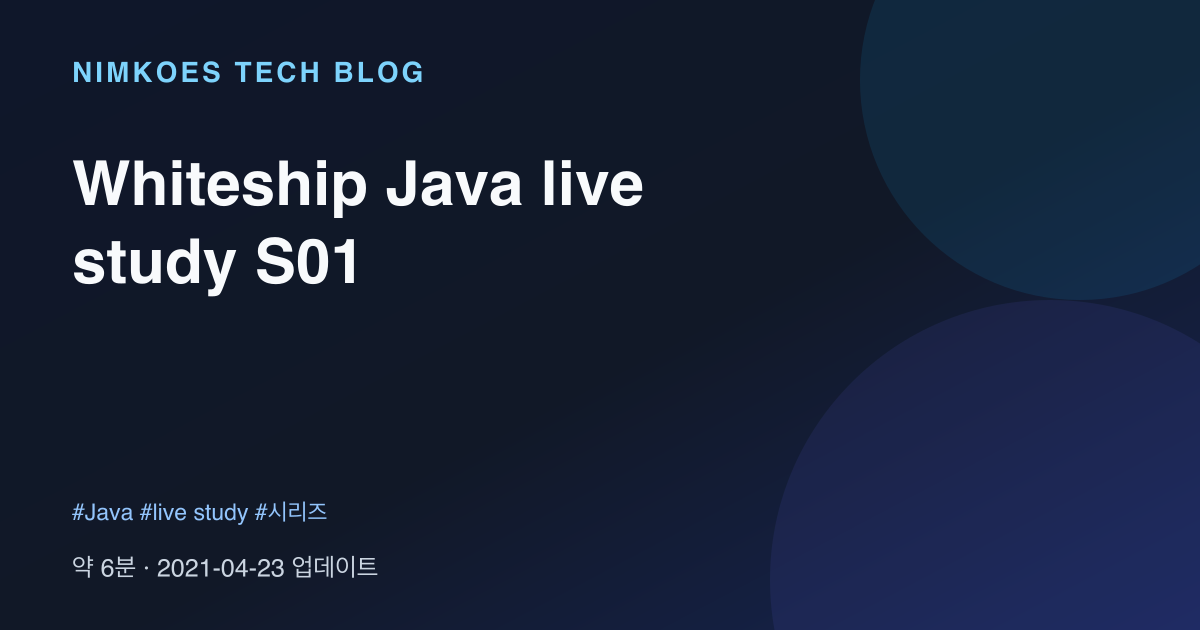 NIMKOES TECH BLOG
Whiteship Java live
study S01
#Java #live study #시리즈
약 6분 · 2021-04-23 업데이트